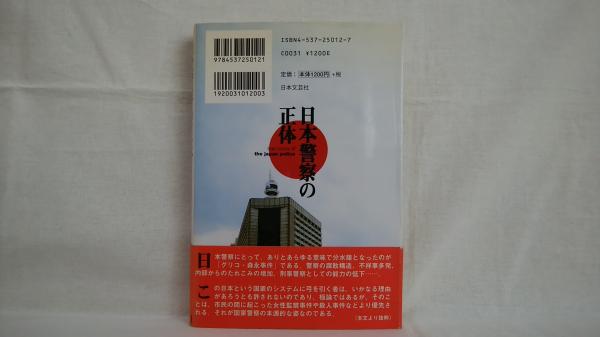 ISBN4-537-25012-7
C0031 ¥1200E
定価：本体1200円+税
日本文芸社
9784537250121
1920031012003
日本警察の
正体
the japan police
日本警察にとって、ありとあらゆる意味で分水嶺となったのが
「グリコ・森永事件」である。警察の腐敗構造、不祥事多発、
内部からのたれこみの増加、刑事警察としての能力の低下……。
この日本という国家のシステムに弓を引く者は、いかなる理由
があろうとも許されないのであり、極論ではあるが、そのこ
とは、市民の間に起こった女性監禁事件や殺人事件などより優先さ
れる。それが国家警察の本源的な姿なのである。
（本文より抜粋）